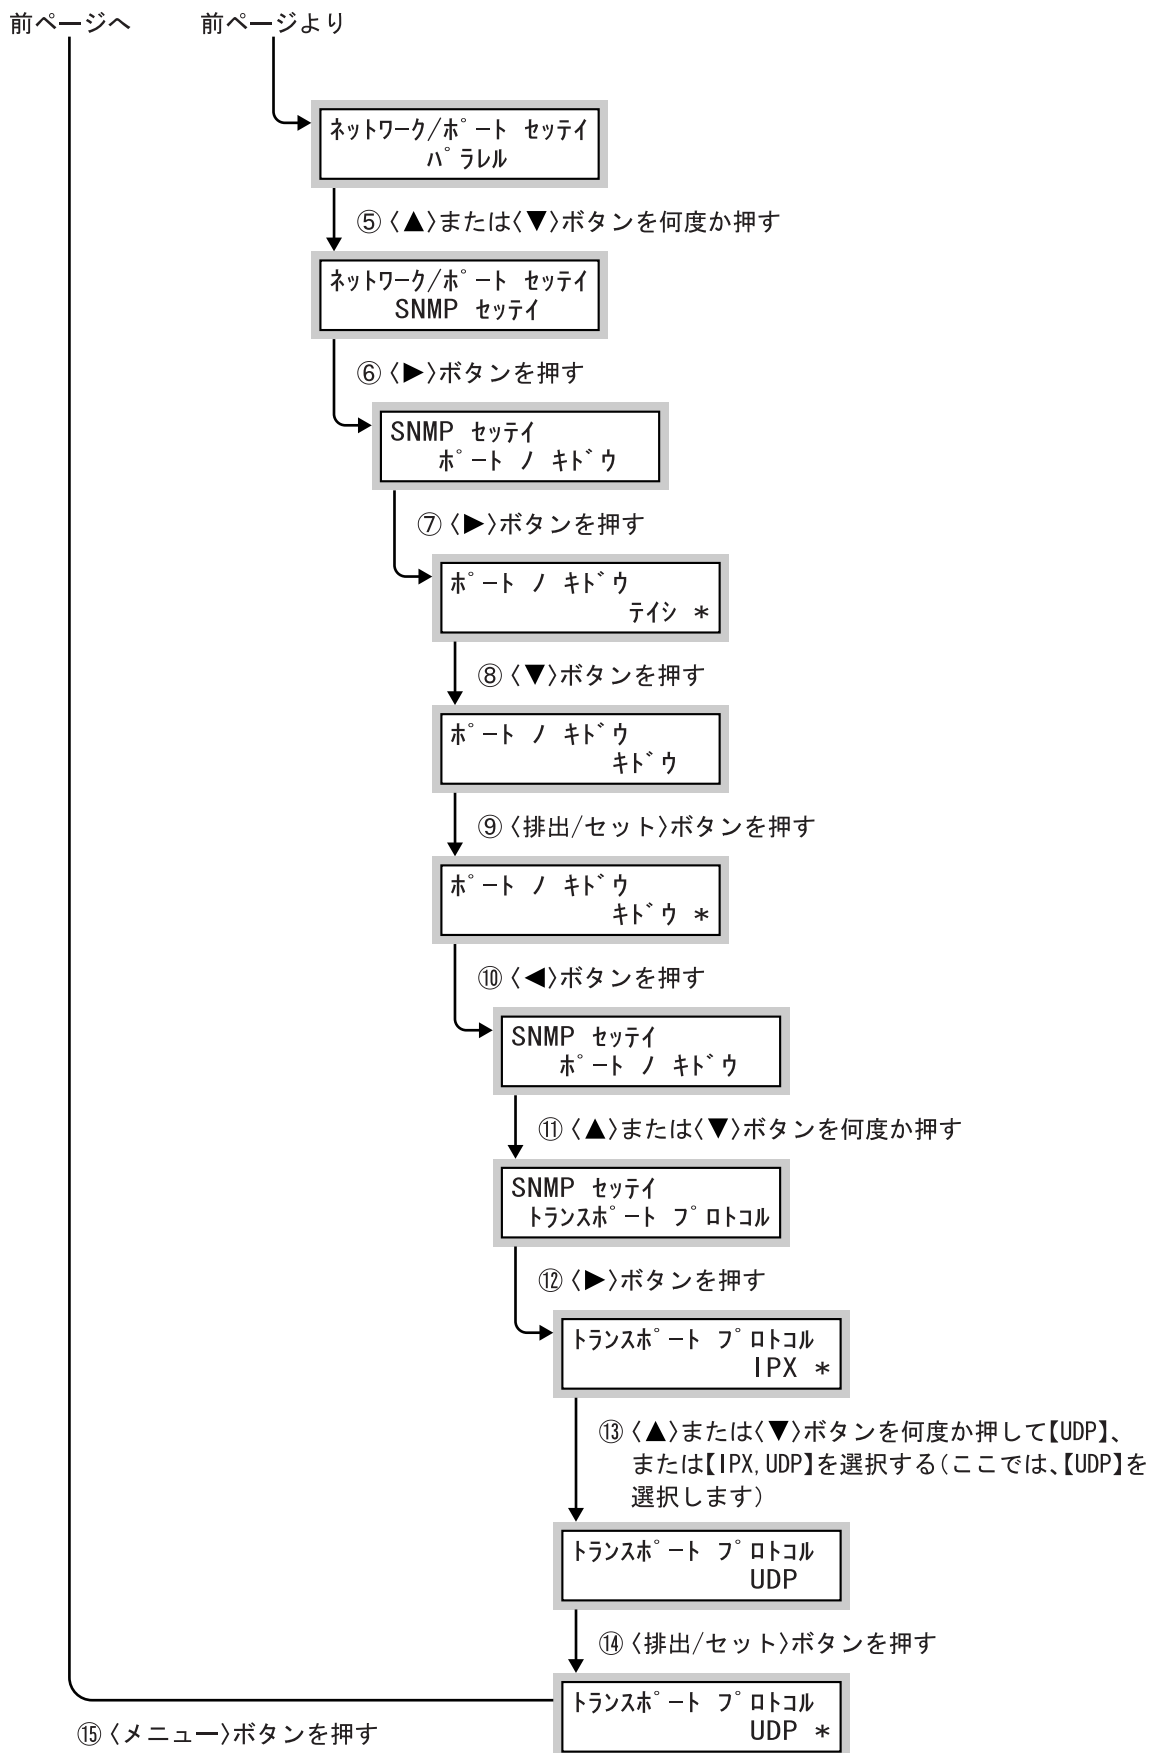 前ページへ
前ページより
ﾈｯﾄﾜｰｸ/ﾎﾟｰﾄ ｾｯﾃｲ
ﾊﾟﾗﾚﾙ
⑤〈▲〉または〈▼〉ボタンを何度か押す
ﾈｯﾄﾜｰｸ/ﾎﾟｰﾄ ｾｯﾃｲ
SNMP ｾｯﾃｲ
⑥〈▶〉ボタンを押す
SNMP ｾｯﾃｲ
ﾎﾟｰﾄ ﾉ ｷﾄﾞｳ
⑦〈▶〉ボタンを押す
ﾎﾟｰﾄ ﾉ ｷﾄﾞｳ
ﾃｲｼ *
⑧〈▼〉ボタンを押す
ﾎﾟｰﾄ ﾉ ｷﾄﾞｳ
ｷﾄﾞｳ
⑨〈排出/セット〉ボタンを押す
ﾎﾟｰﾄ ﾉ ｷﾄﾞｳ
ｷﾄﾞｳ *
⑩〈◀〉ボタンを押す
SNMP ｾｯﾃｲ
ﾎﾟｰﾄ ﾉ ｷﾄﾞｳ
⑪〈▲〉または〈▼〉ボタンを何度か押す
SNMP ｾｯﾃｲ
ﾄﾗﾝｽﾎﾟｰﾄ ﾌﾟﾛﾄｺﾙ
⑫〈▶〉ボタンを押す
ﾄﾗﾝｽﾎﾟｰﾄ ﾌﾟﾛﾄｺﾙ
IPX *
⑬〈▲〉または〈▼〉ボタンを何度か押して【UDP】、
または【IPX,UDP】を選択する（ここでは、【UDP】を
選択します）
ﾄﾗﾝｽﾎﾟｰﾄ ﾌﾟﾛﾄｺﾙ
UDP
⑭〈排出/セット〉ボタンを押す
ﾄﾗﾝｽﾎﾟｰﾄ ﾌﾟﾛﾄｺﾙ
UDP *
⑮〈メニュー〉ボタンを押す